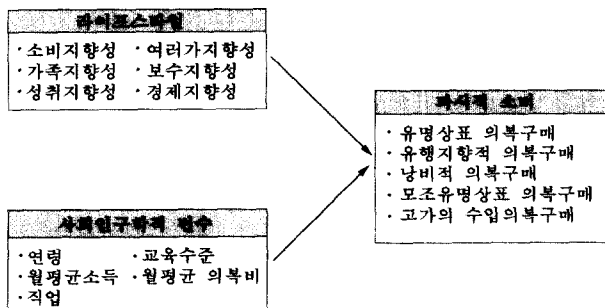 라이프스타일
· 소비지향성 · 여러가지향성
· 가족지향성 · 보수지향성
· 성취지향성 · 경제지향성
과시적 소비
· 유명상표 의복구매
· 유행지향적 의복구매
· 낭비적 의복구매
· 모조유명상표 의복구매
· 고가의 수입의복구매
사회인구학적 변수
· 연령 · 교육수준
· 월평균소득 · 월평균 의복비
· 직업